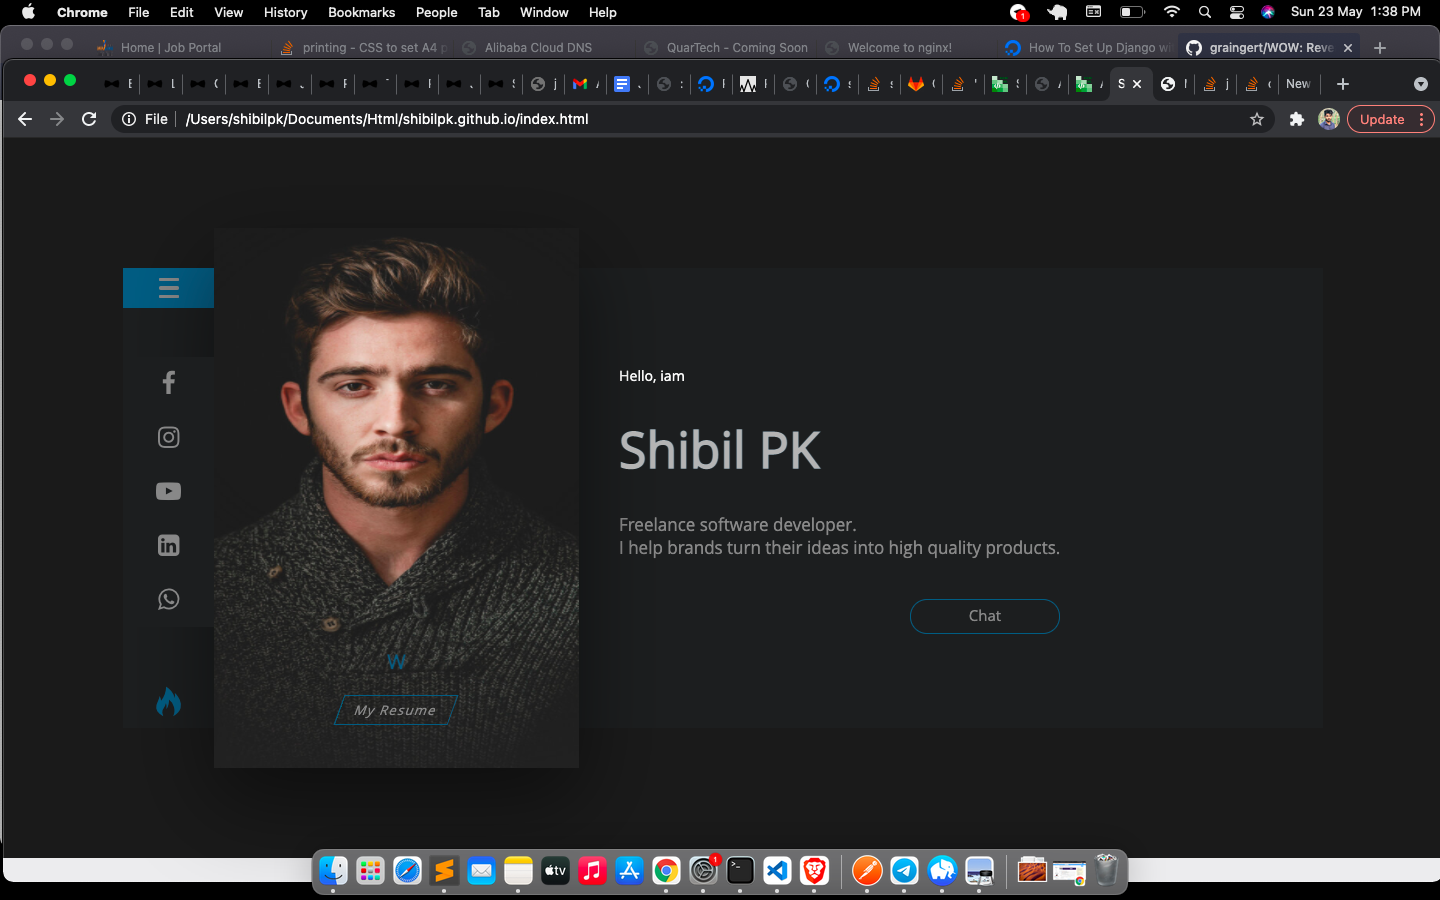 Chrome File Edit View History Bookmarks People Tab Window Help
1
Sun 23 May 1:38 PM
Home | Job Portal
printing - CSS to set A4 p
Alibaba Cloud DNS
QuarTech - Coming Soon
Welcome to nginx!
How To Set Up Django wi
graingert/WOW: Reve
New
File
/Users/shibilpk/Documents/Html/shibilpk.github.io/index.html
Update
Hello, iam
Shibil PK
Freelance software developer.
I help brands turn their ideas into high quality products.
Chat
W
My Resume
tv
1